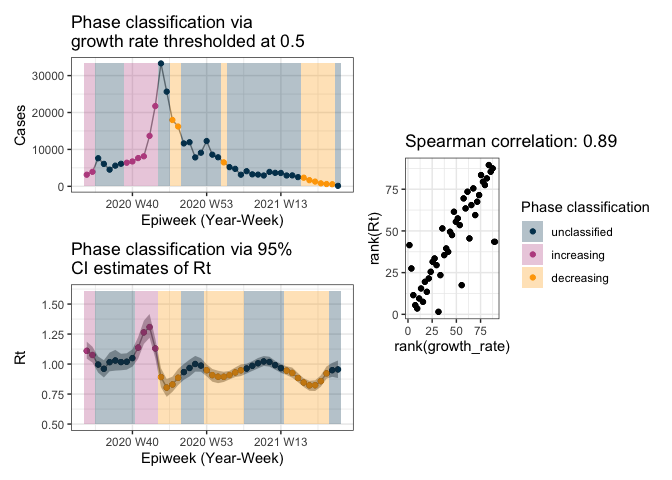 Phase classification via
growth rate thresholded at 0.5
30000
20000
10000
0
Cases
2020 W40
2020 W53
2021 W13
Epiweek (Year-Week)
Phase classification via 95%
CI estimates of Rt
1.50
1.25
1.00
0.75
0.50
Rt
2020 W40
2020 W53
2021 W13
Epiweek (Year-Week)
Spearman correlation: 0.89
75
50
25
0
rank(Rt)
0
25
50
75
rank(growth_rate)
Phase classification
unclassified
increasing
decreasing